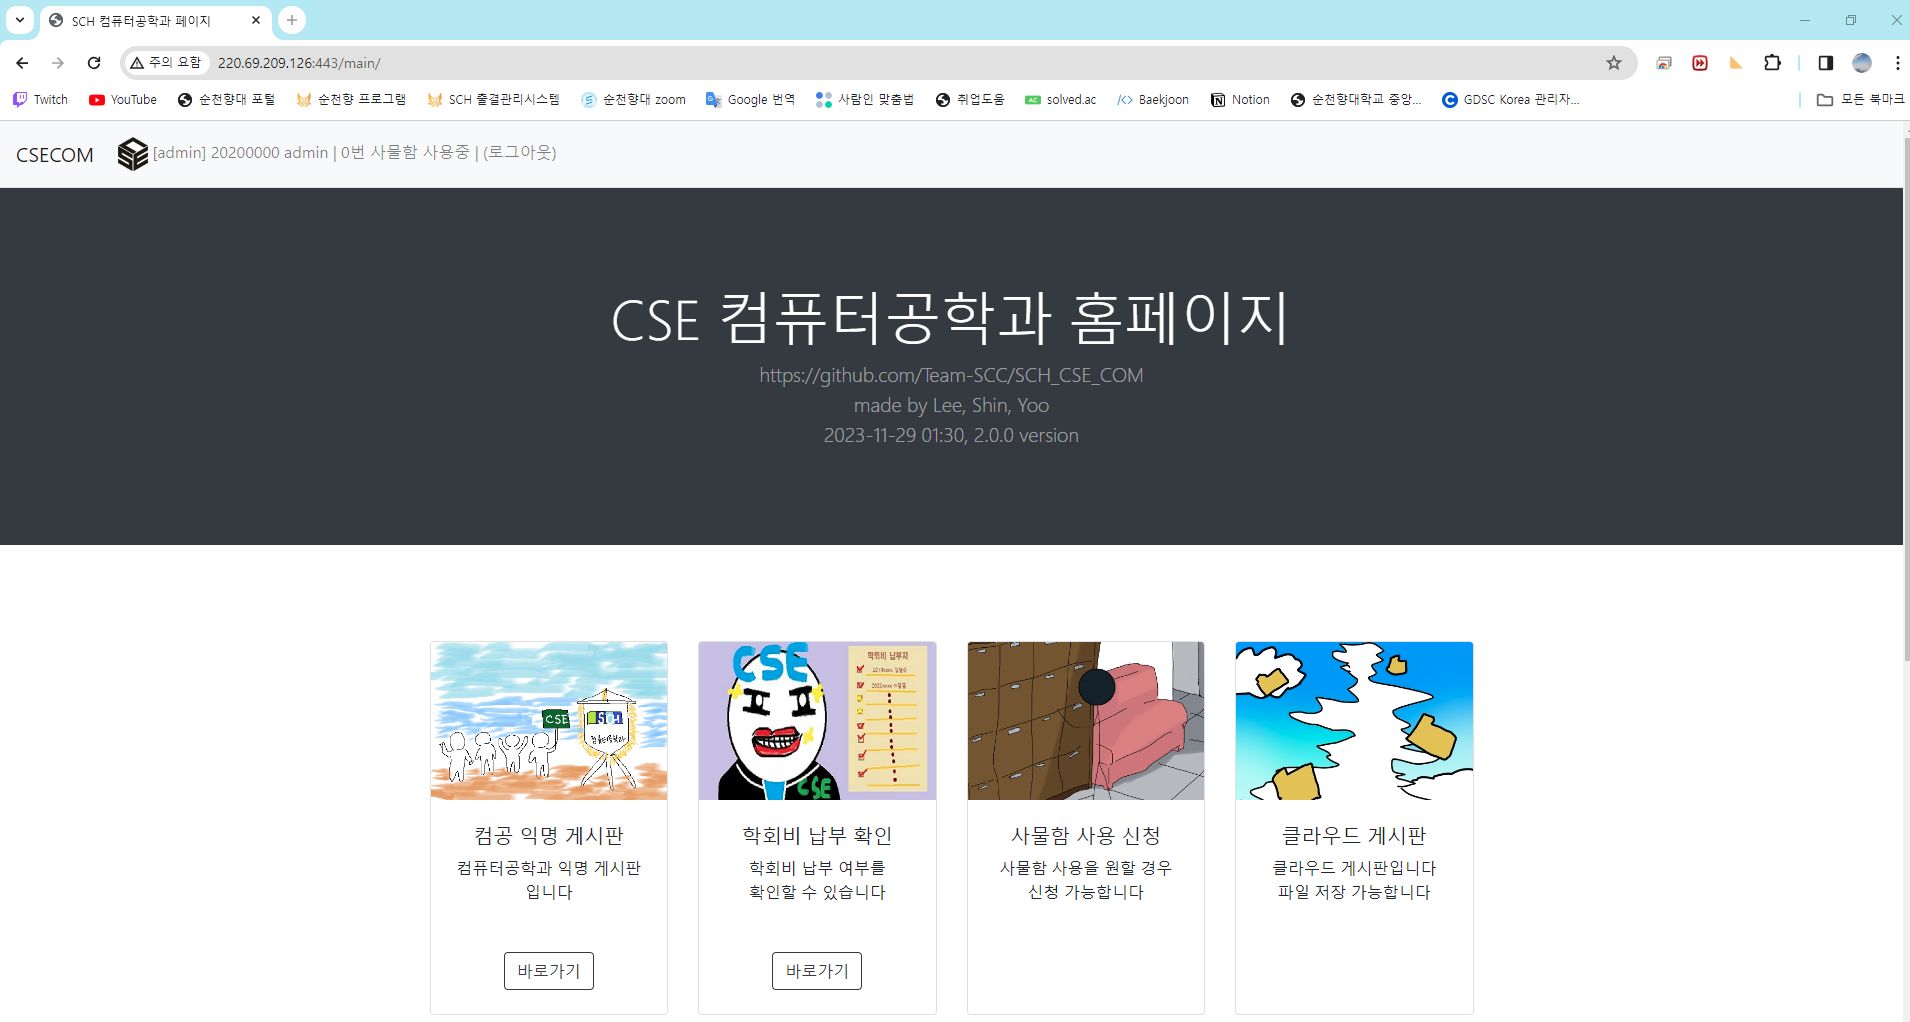 SCH 컴퓨터공학과 페이지
주의 요함
220.69.209.126:443/main/
Twitch
YouTube
순천향대 포털
순천향 프로그램
SCH 출결관리시스템
순천향대 zoom
Google 번역
사람인 맞춤법
취업도움
solved.ac
Baekjoon
Notion
순천향대학교 중앙...
GDSC Korea 관리자...
모든 북마크
CSECOM
[admin] 20200000 admin | 0번 사물함 사용중 | (로그아웃)
CSE 컴퓨터공학과 홈페이지
https://github.com/Team-SCC/SCH_CSE_COM
made by Lee, Shin, Yoo
2023-11-29 01:30, 2.0.0 version
CSE
SCH
컴퓨터공학과
CSE
학회비 납부자
CSE
컴공 익명 게시판
컴퓨터공학과 익명 게시판
입니다
바로가기
학회비 납부 확인
학회비 납부 여부를
확인할 수 있습니다
바로가기
사물함 사용 신청
사물함 사용을 원할 경우
신청 가능합니다
클라우드 게시판
클라우드 게시판입니다
파일 저장 가능합니다